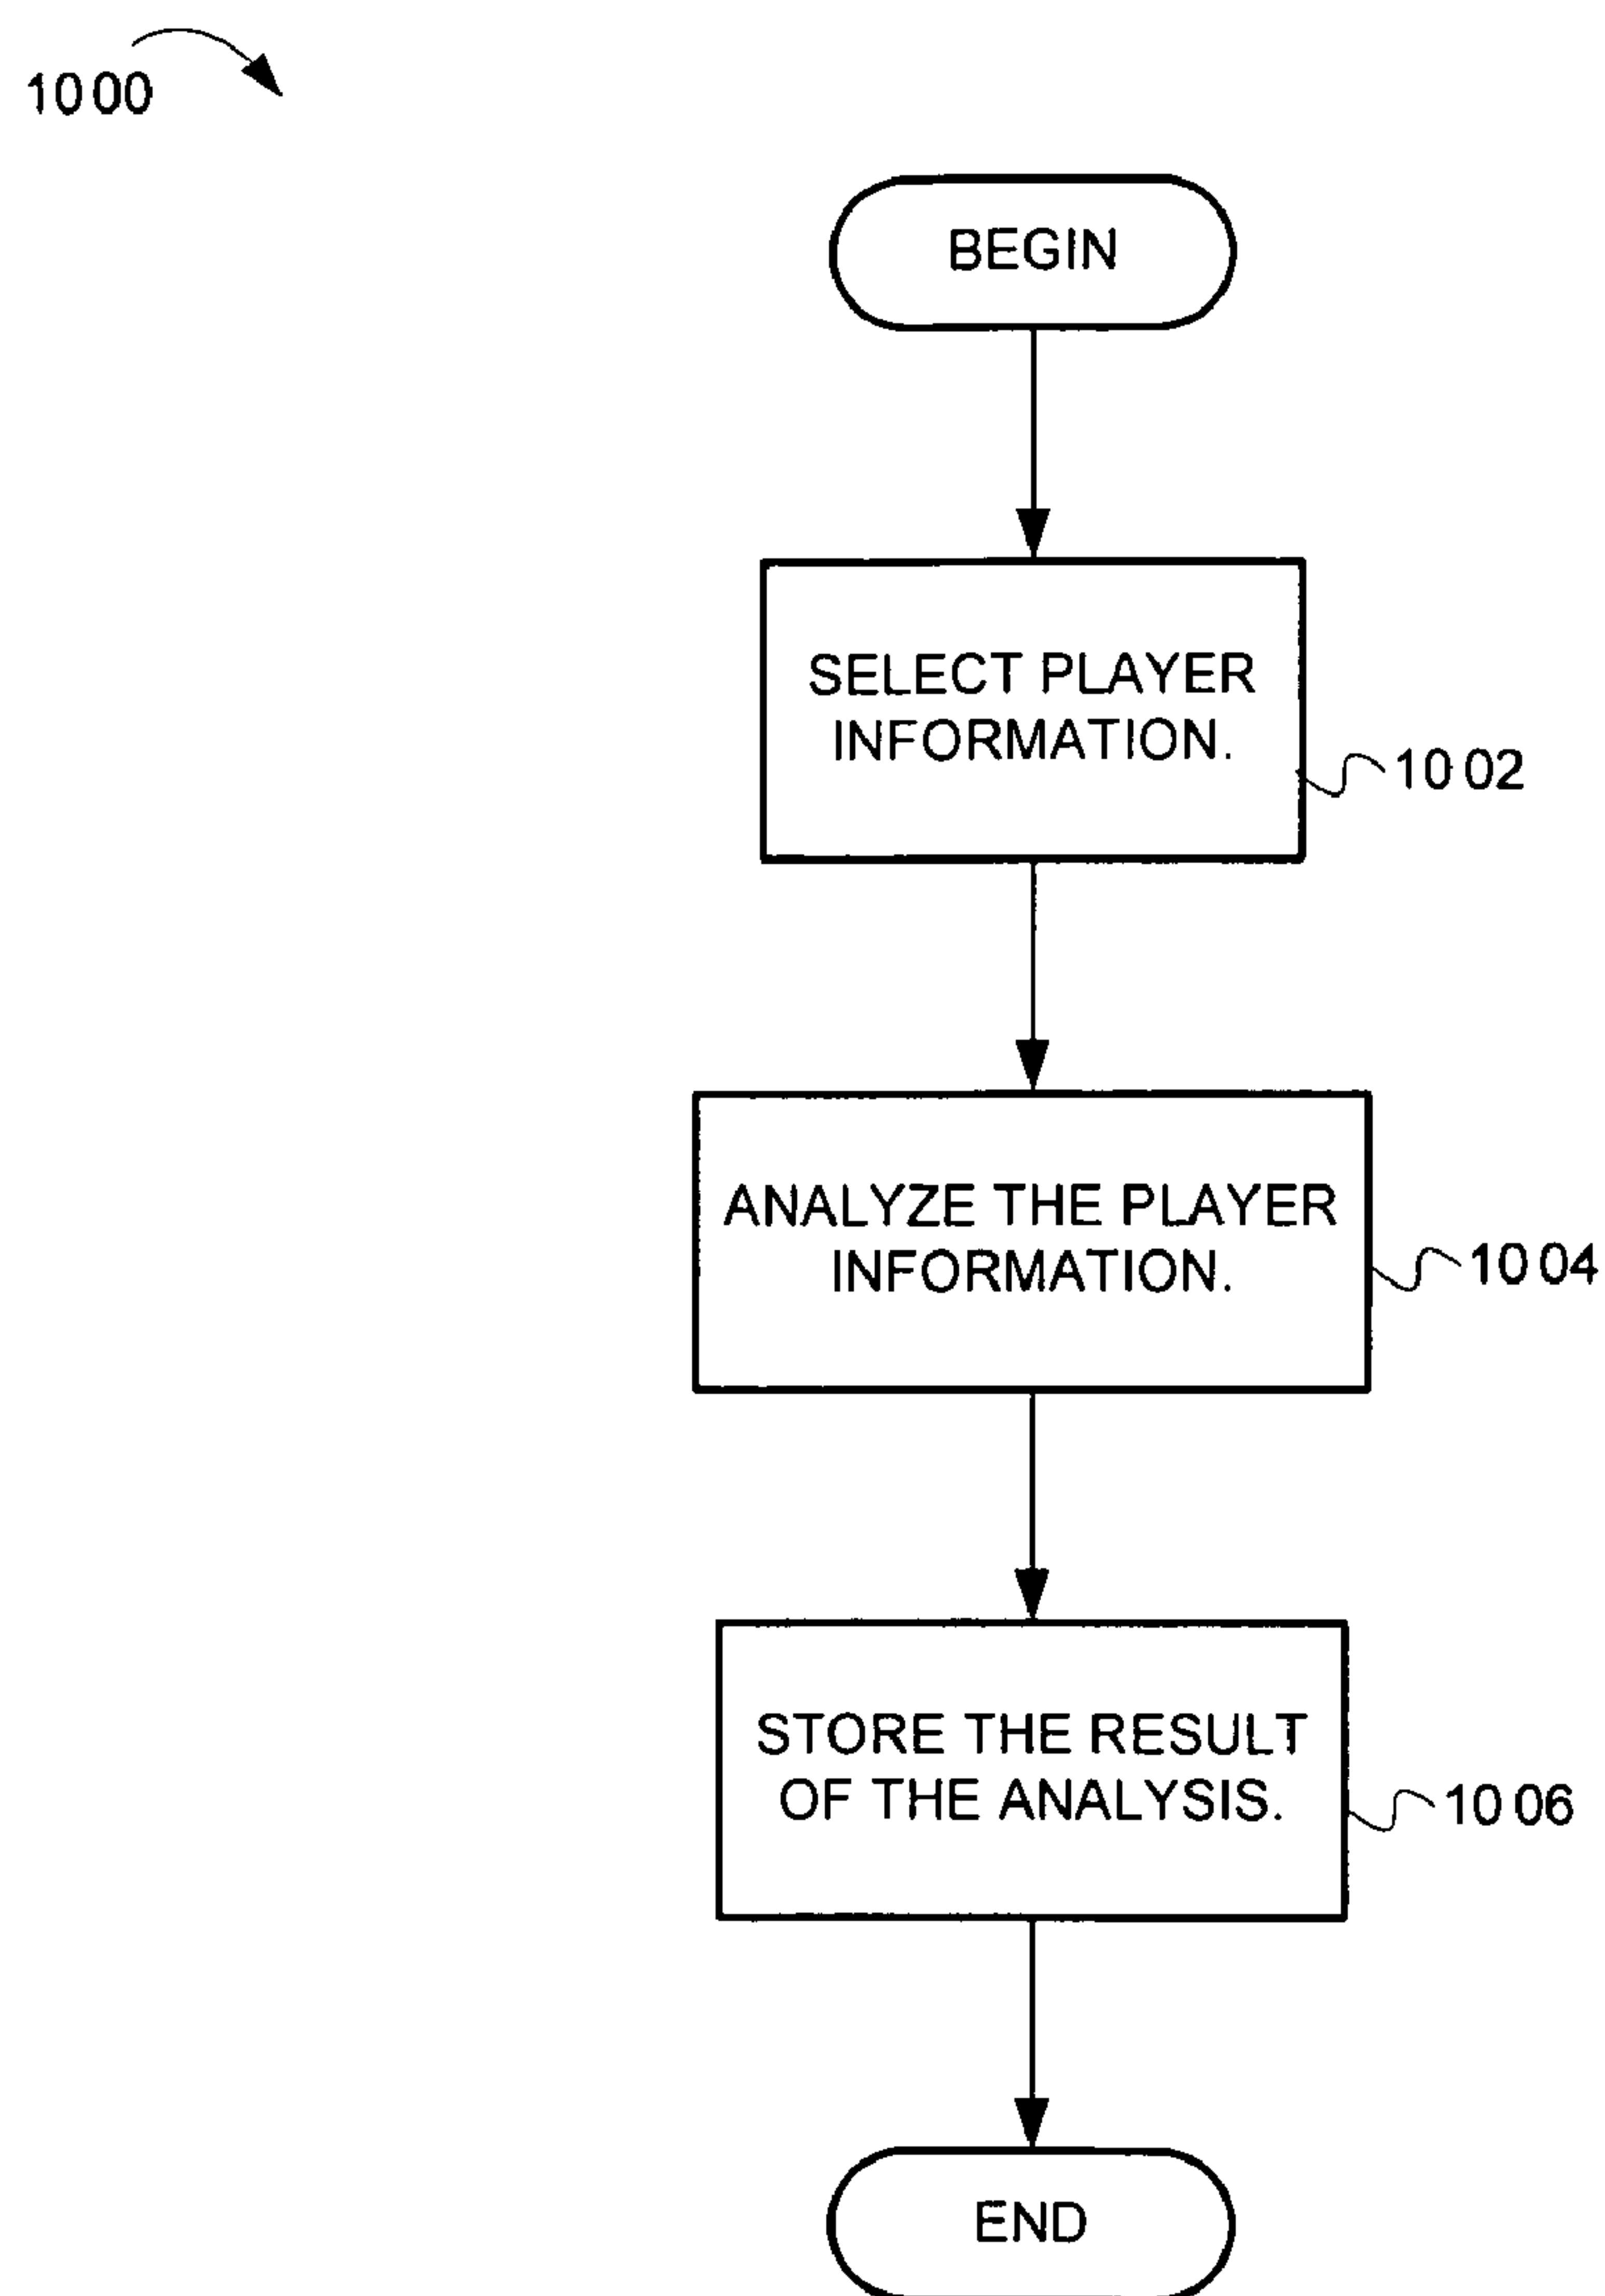 1000
BEGIN
SELECT PLAYER
INFORMATION.
1002
ANALYZE THE PLAYER
INFORMATION.
1004
STORE THE RESULT
OF THE ANALYSIS.
1006
END